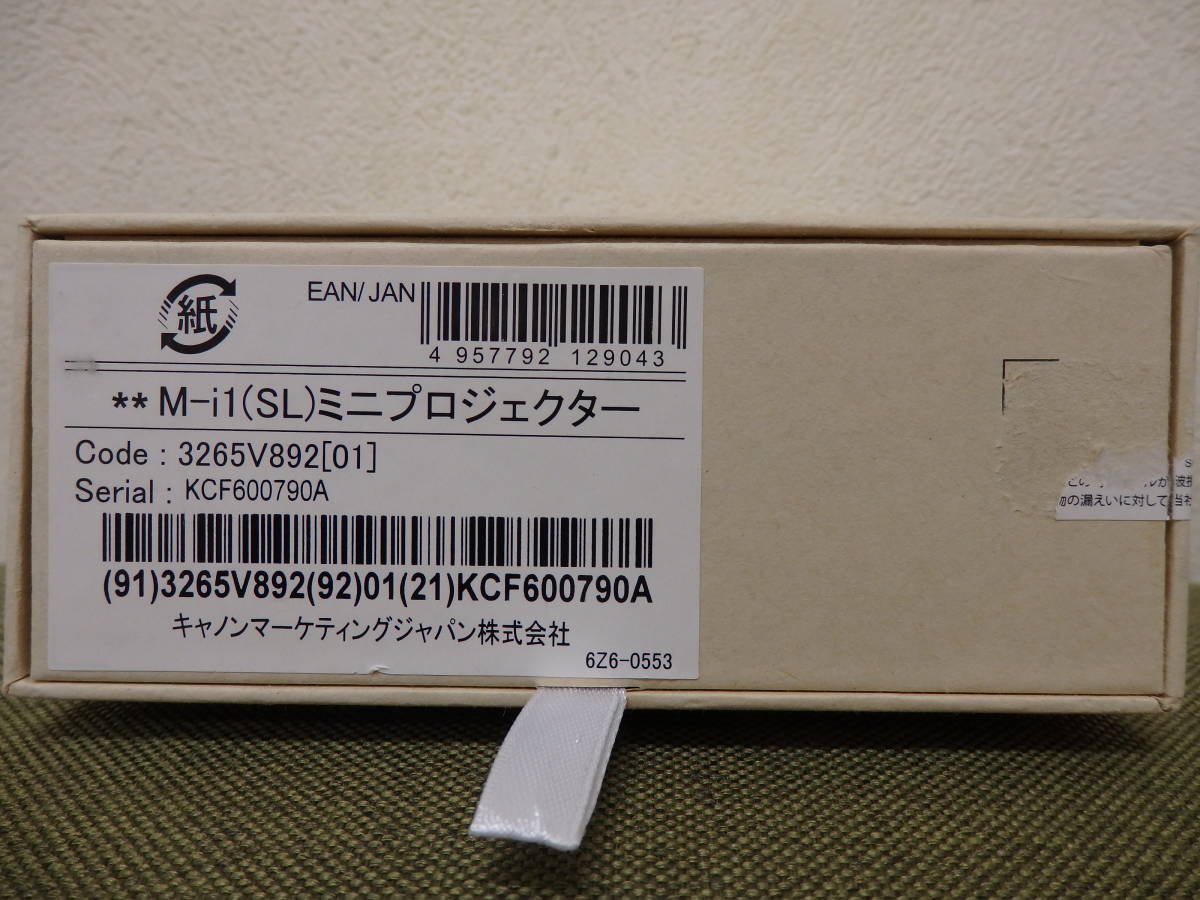 紙
EAN/JAN
4 957792 129043
** M-i1(SL)ミニプロジェクター
Code : 3265V892[01]
Serial : KCF600790A
(91)3265V892(92)01(21)KCF600790A
キヤノンマーケティングジャパン株式会社
6Z6-0553
の漏えいに対して当社